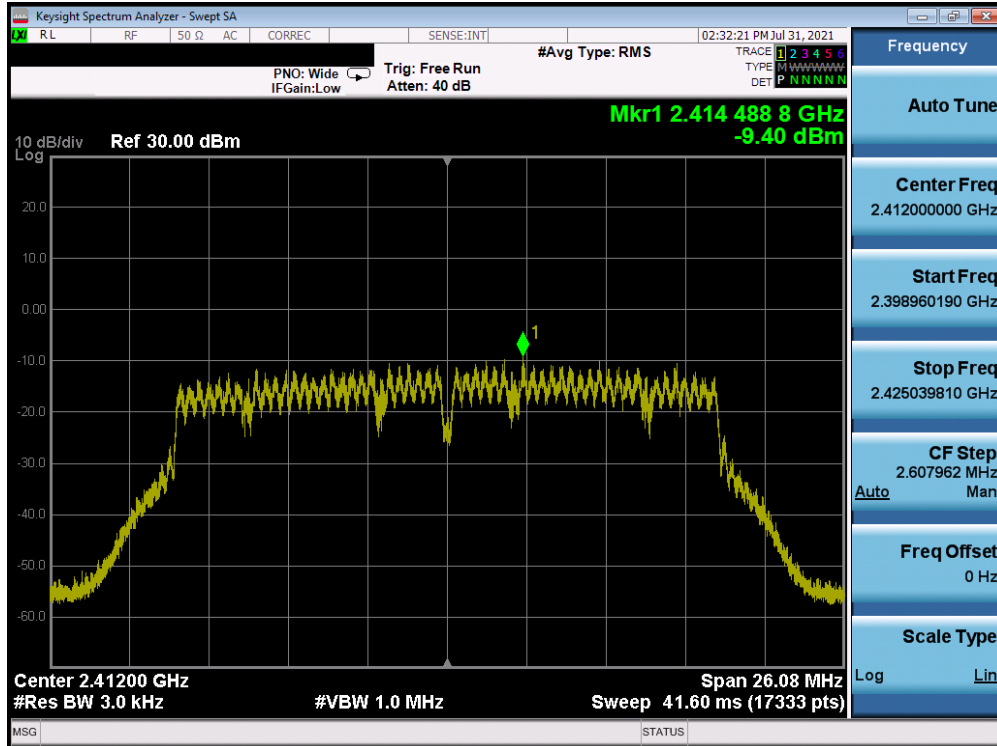 Keysight Spectrum Analyzer - Swept SA
LXI RL RF 50 Ω AC CORREC SENSE:INT 02:32:21 PM Jul 31, 2021
#Avg Type: RMS TRACE 1 2 3 4 5 6
PNO: Wide Trig: Free Run TYPE M WWWWW
IFGain:Low Atten: 40 dB DET P N N N N N
Mkr1 2.414 488 8 GHz
-9.40 dBm
10 dB/div Ref 30.00 dBm
Log
20.0
10.0
0.00
1
-10.0
-20.0
-30.0
-40.0
-50.0
-60.0
Center 2.41200 GHz Span 26.08 MHz
#Res BW 3.0 kHz #VBW 1.0 MHz Sweep 41.60 ms (17333 pts)
MSG STATUS
Frequency
Auto Tune
Center Freq
2.412000000 GHz
Start Freq
2.398960190 GHz
Stop Freq
2.425039810 GHz
CF Step
2.607962 MHz
Auto Man
Freq Offset
0 Hz
Scale Type
Log Lin